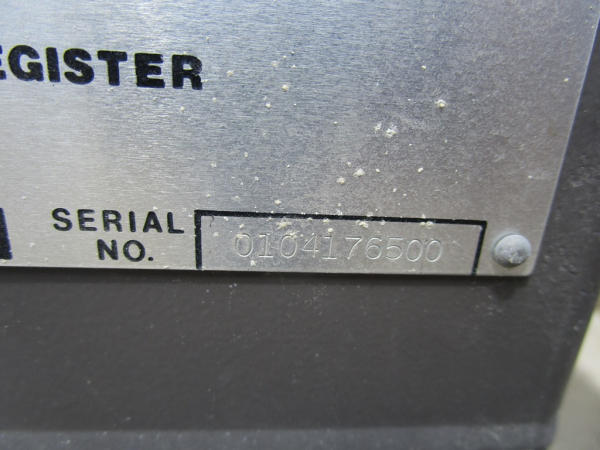 EGISTER
SERIAL
NO.
0104176500